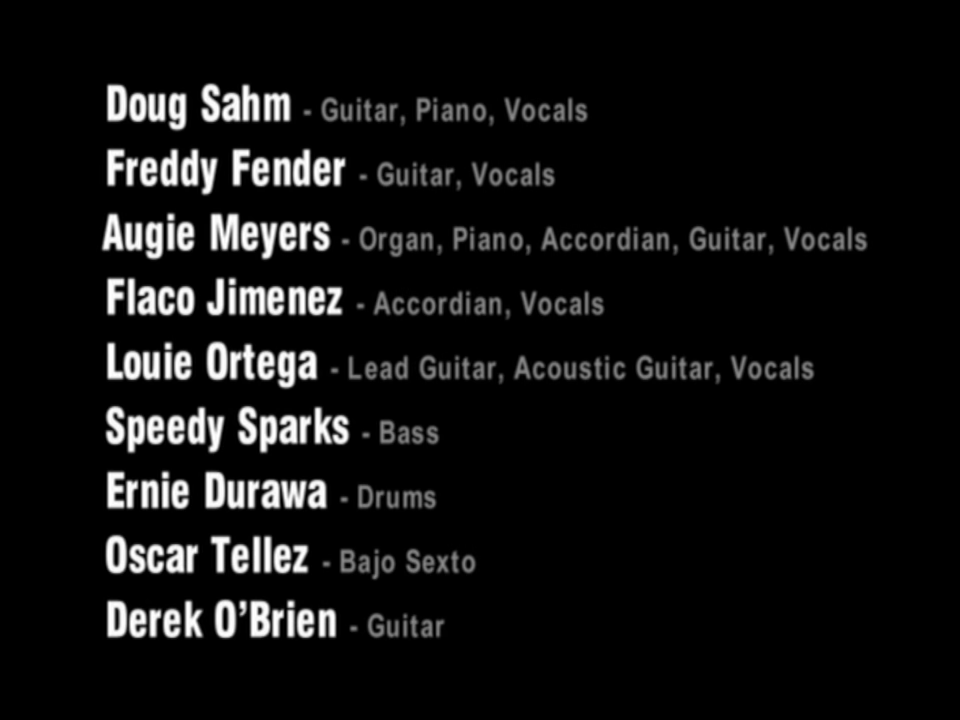 Doug Sahm - Guitar, Piano, Vocals
Freddy Fender - Guitar, Vocals
Augie Meyers - Organ, Piano, Accordian, Guitar, Vocals
Flaco Jimenez - Accordian, Vocals
Louie Ortega - Lead Guitar, Acoustic Guitar, Vocals
Speedy Sparks - Bass
Ernie Durawa - Drums
Oscar Tellez - Bajo Sexto
Derek O’Brien - Guitar